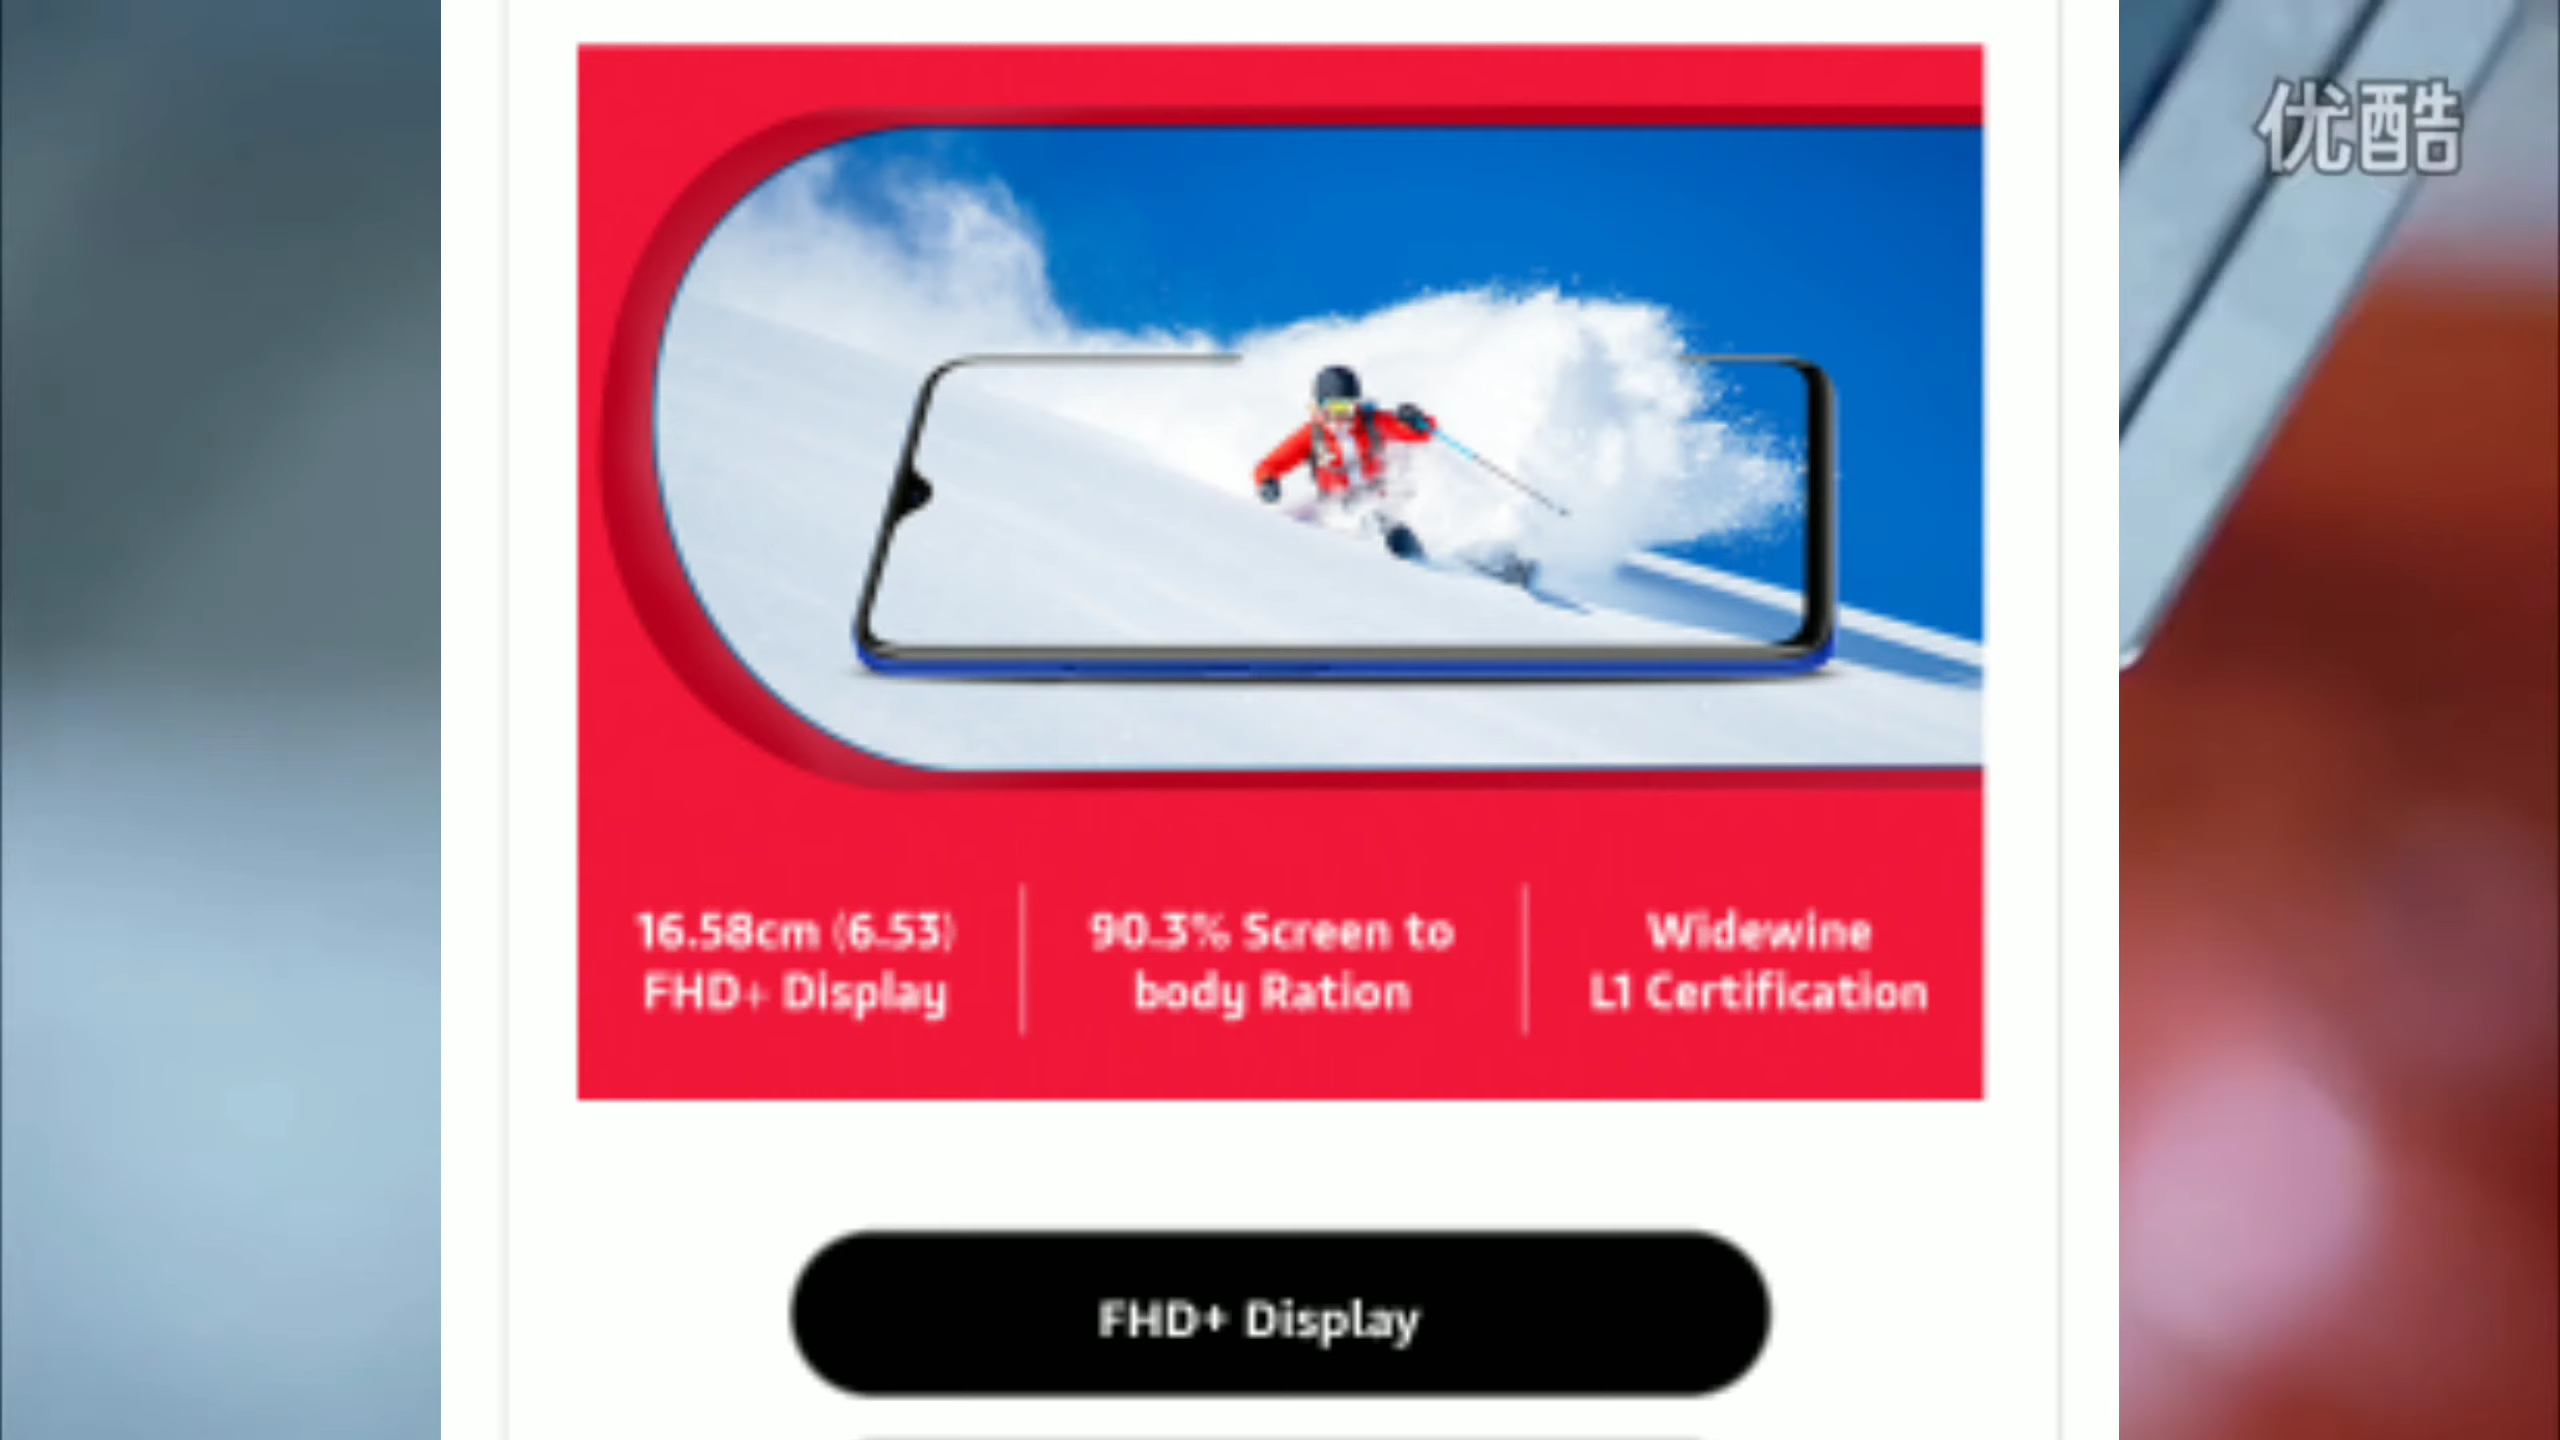 优酷
16.58cm (6.53)
FHD+ Display
90.3% Screen to
body Ration
Widewine
L1 Certification
FHD+ Display